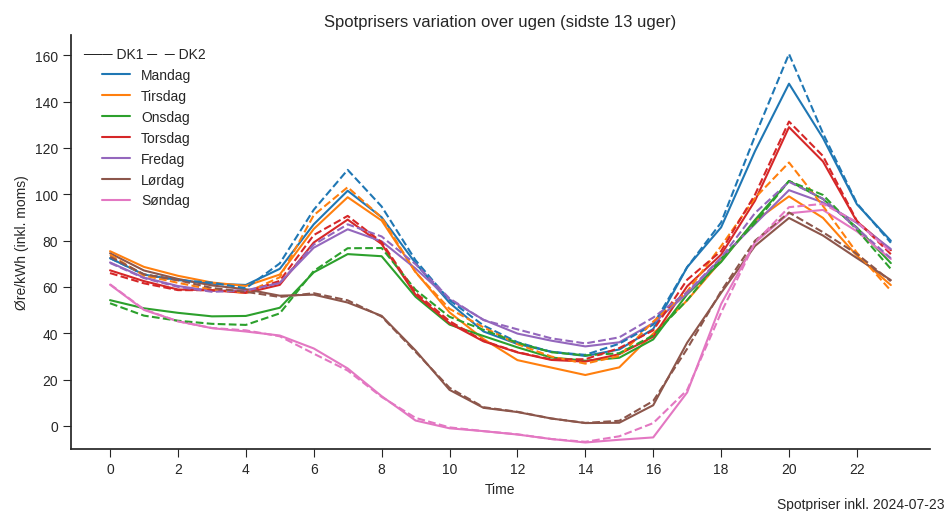 Spotprisers variation over ugen (sidste 13 uger)
DK1 DK2
Mandag
Tirsdag
Onsdag
Torsdag
Fredag
Lørdag
Søndag
Øre/kWh (inkl. moms)
160
140
120
100
80
60
40
20
0
0 2 4 6 8 10 12 14 16 18 20 22
Time
Spotpriser inkl. 2024-07-23